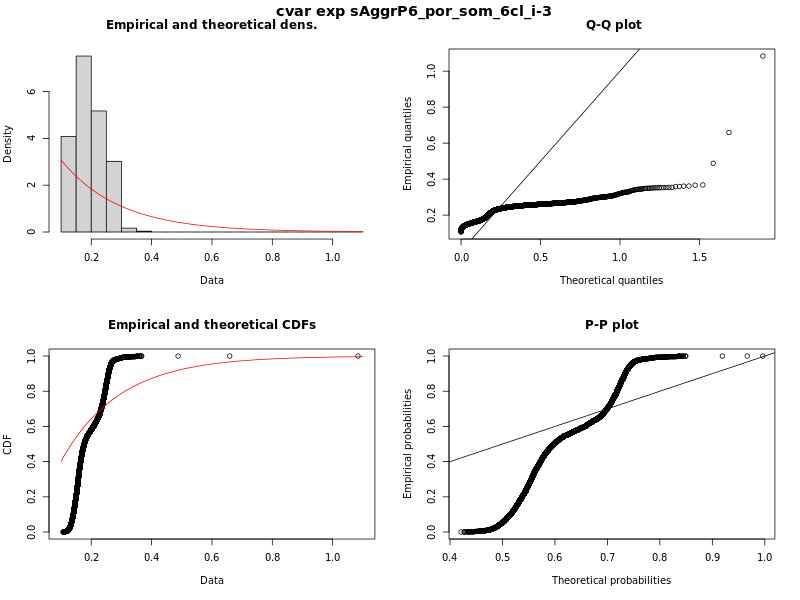 cvar exp sAggrP6_por_som_6cl_i-3
Empirical and theoretical dens.
Density
0 2 4 6
0.2 0.4 0.6 0.8 1.0
Data
Q-Q plot
Empirical quantiles
0.2 0.4 0.6 0.8 1.0
0.0 0.5 1.0 1.5
Theoretical quantiles
Empirical and theoretical CDFs
CDF
0.0 0.2 0.4 0.6 0.8 1.0
0.2 0.4 0.6 0.8 1.0
Data
P-P plot
Empirical probabilities
0.0 0.2 0.4 0.6 0.8 1.0
0.4 0.5 0.6 0.7 0.8 0.9 1.0
Theoretical probabilities